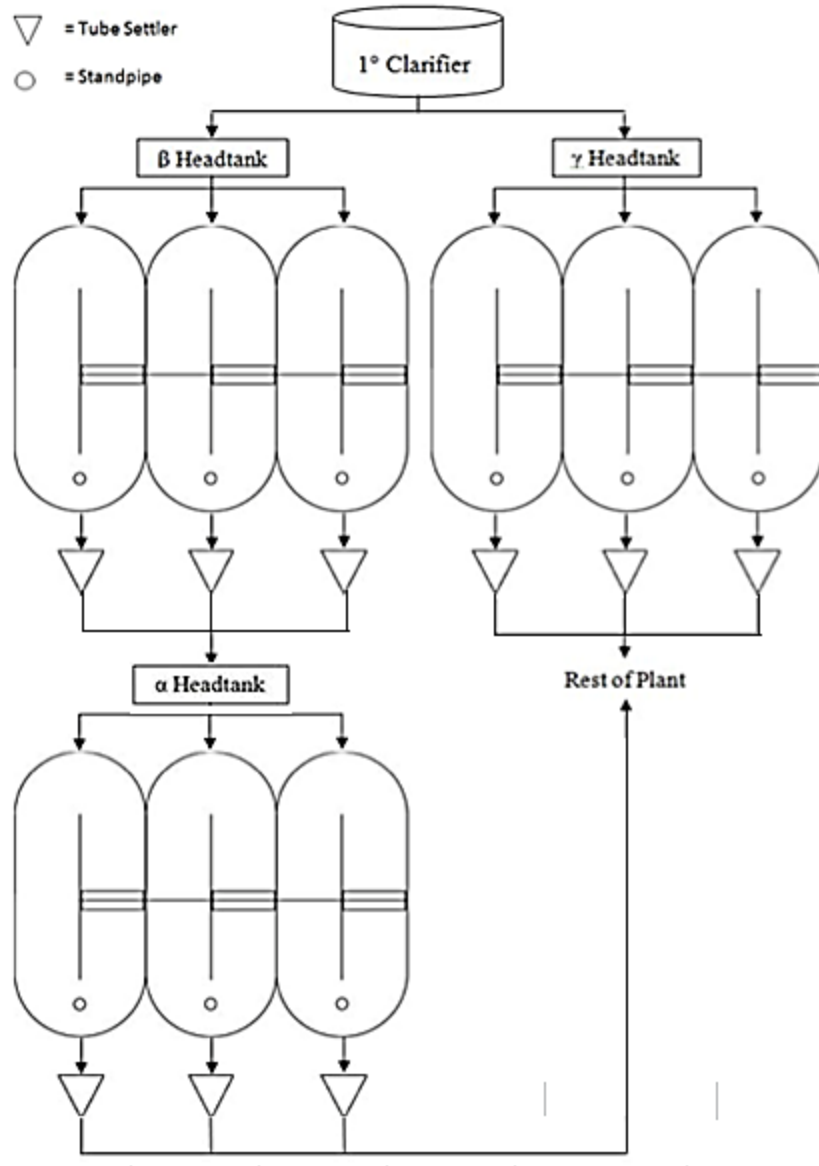 = Tube Settler
= Standpipe
1° Clarifier
β Headtank
γ Headtank
α Headtank
Rest of Plant